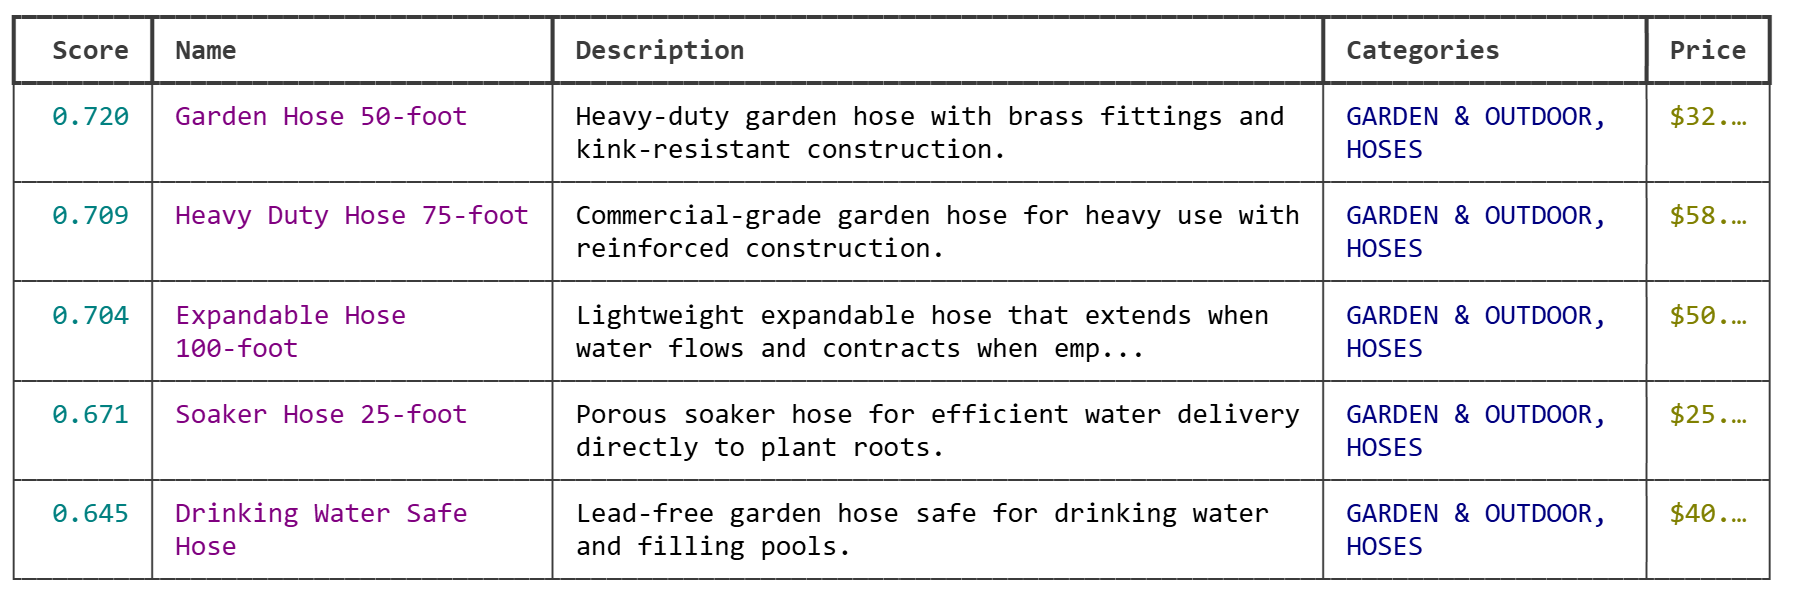 Score Name Description Categories Price
0.720 Garden Hose 50-foot Heavy-duty garden hose with brass fittings and GARDEN & OUTDOOR, $32.…
kink-resistant construction. HOSES
0.709 Heavy Duty Hose 75-foot Commercial-grade garden hose for heavy use with GARDEN & OUTDOOR, $58.…
reinforced construction. HOSES
0.704 Expandable Hose Lightweight expandable hose that extends when GARDEN & OUTDOOR, $50.…
100-foot water flows and contracts when emp... HOSES
0.671 Soaker Hose 25-foot Porous soaker hose for efficient water delivery GARDEN & OUTDOOR, $25.…
directly to plant roots. HOSES
0.645 Drinking Water Safe Lead-free garden hose safe for drinking water GARDEN & OUTDOOR, $40.…
Hose and filling pools. HOSES